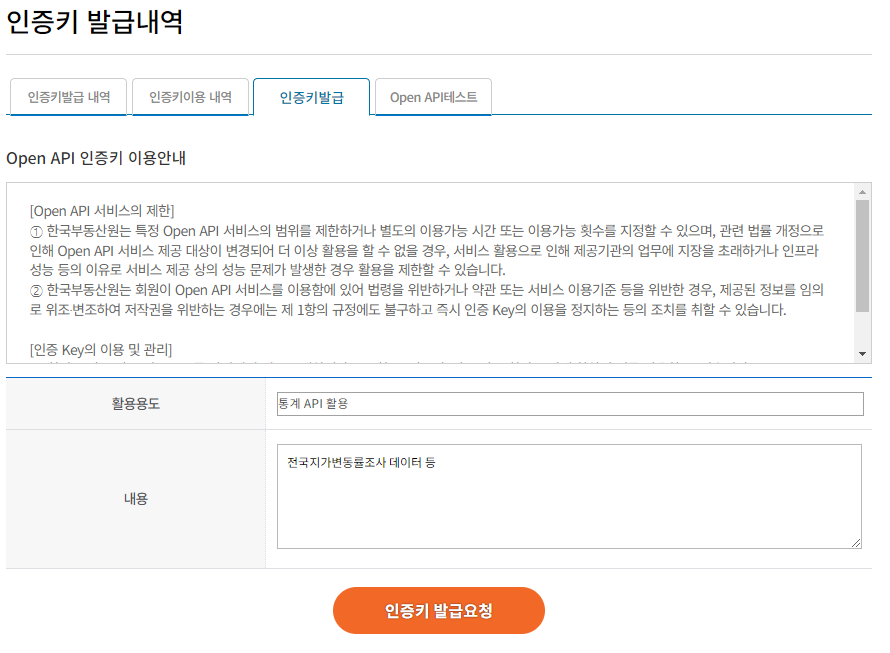 인증키 발급내역
인증키발급 내역
인증키이용 내역
인증키발급
Open API테스트
Open API 인증키 이용안내
[Open API 서비스의 제한]
① 한국부동산원는 특정 Open API 서비스의 범위를 제한하거나 별도의 이용가능 시간 또는 이용가능 횟수를 지정할 수 있으며, 관련 법률 개정으로
인해 Open API 서비스 제공 대상이 변경되어 더 이상 활용을 할 수 없을 경우, 서비스 활용으로 인해 제공기관의 업무에 지장을 초래하거나 인프라
성능 등의 이유로 서비스 제공 상의 성능 문제가 발생한 경우 활용을 제한할 수 있습니다.
② 한국부동산원는 회원이 Open API 서비스를 이용함에 있어 법령을 위반하거나 약관 또는 서비스 이용기준 등을 위반한 경우, 제공된 정보를 임의
로 위조·변조하여 저작권을 위반하는 경우에는 제 1항의 규정에도 불구하고 즉시 인증 Key의 이용을 정지하는 등의 조치를 취할 수 있습니다.
[인증 Key의 이용 및 관리]
활용용도
통계 API 활용
내용
전국지가변동률조사 데이터 등
인증키 발급요청